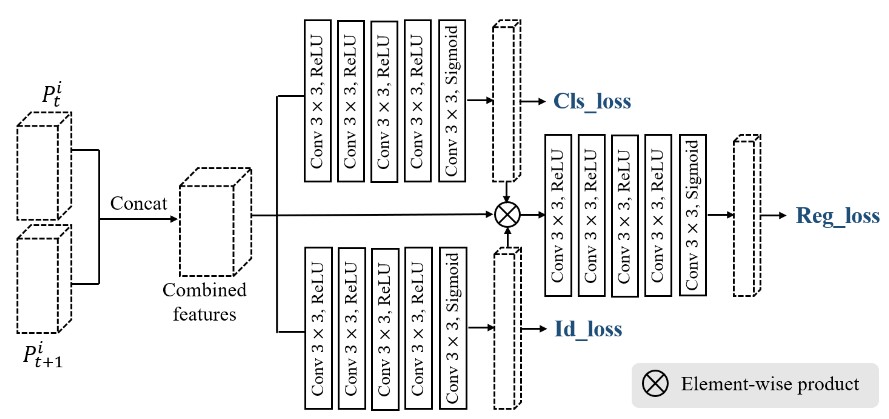 P_t^i
P_{t+1}^i
Concat
Combined
features
Conv 3 × 3, ReLU
Conv 3 × 3, ReLU
Conv 3 × 3, ReLU
Conv 3 × 3, ReLU
Conv 3 × 3, Sigmoid
Cls_loss
Conv 3 × 3, ReLU
Conv 3 × 3, ReLU
Conv 3 × 3, ReLU
Conv 3 × 3, ReLU
Conv 3 × 3, Sigmoid
Id_loss
Conv 3 × 3, ReLU
Conv 3 × 3, ReLU
Conv 3 × 3, ReLU
Conv 3 × 3, ReLU
Conv 3 × 3, Sigmoid
Reg_loss
Element-wise product